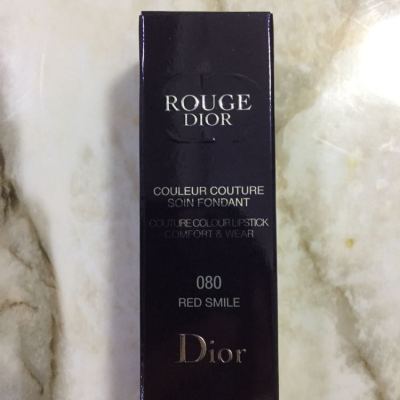 ROUGE
DIOR
COULEUR COUTURE
SOIN FONDANT
COUTURE COLOUR LIPSTICK
COMFORT & WEAR
080
RED SMILE
Dior